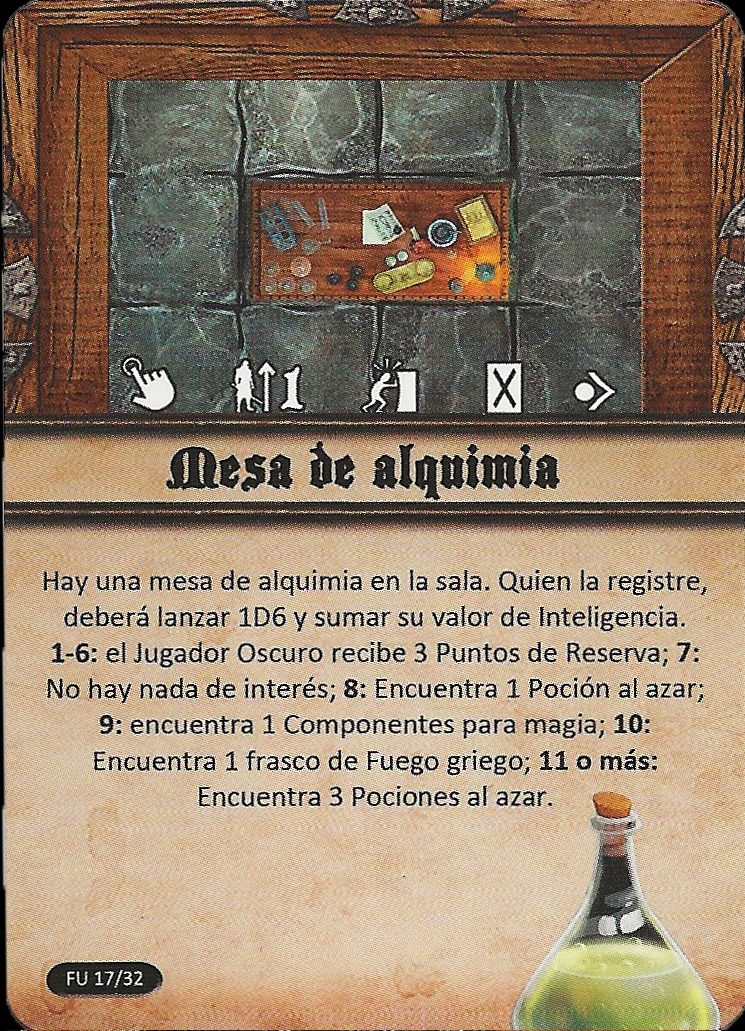 Mesa de alquimia
Hay una mesa de alquimia en la sala. Quien la registre,
deberá lanzar 1D6 y sumar su valor de Inteligencia.
1-6: el Jugador Oscuro recibe 3 Puntos de Reserva; 7:
No hay nada de interés; 8: Encuentra 1 Poción al azar;
9: encuentra 1 Componentes para magia; 10:
Encuentra 1 frasco de Fuego griego; 11 o más:
Encuentra 3 Pociones al azar.
FU 17/32